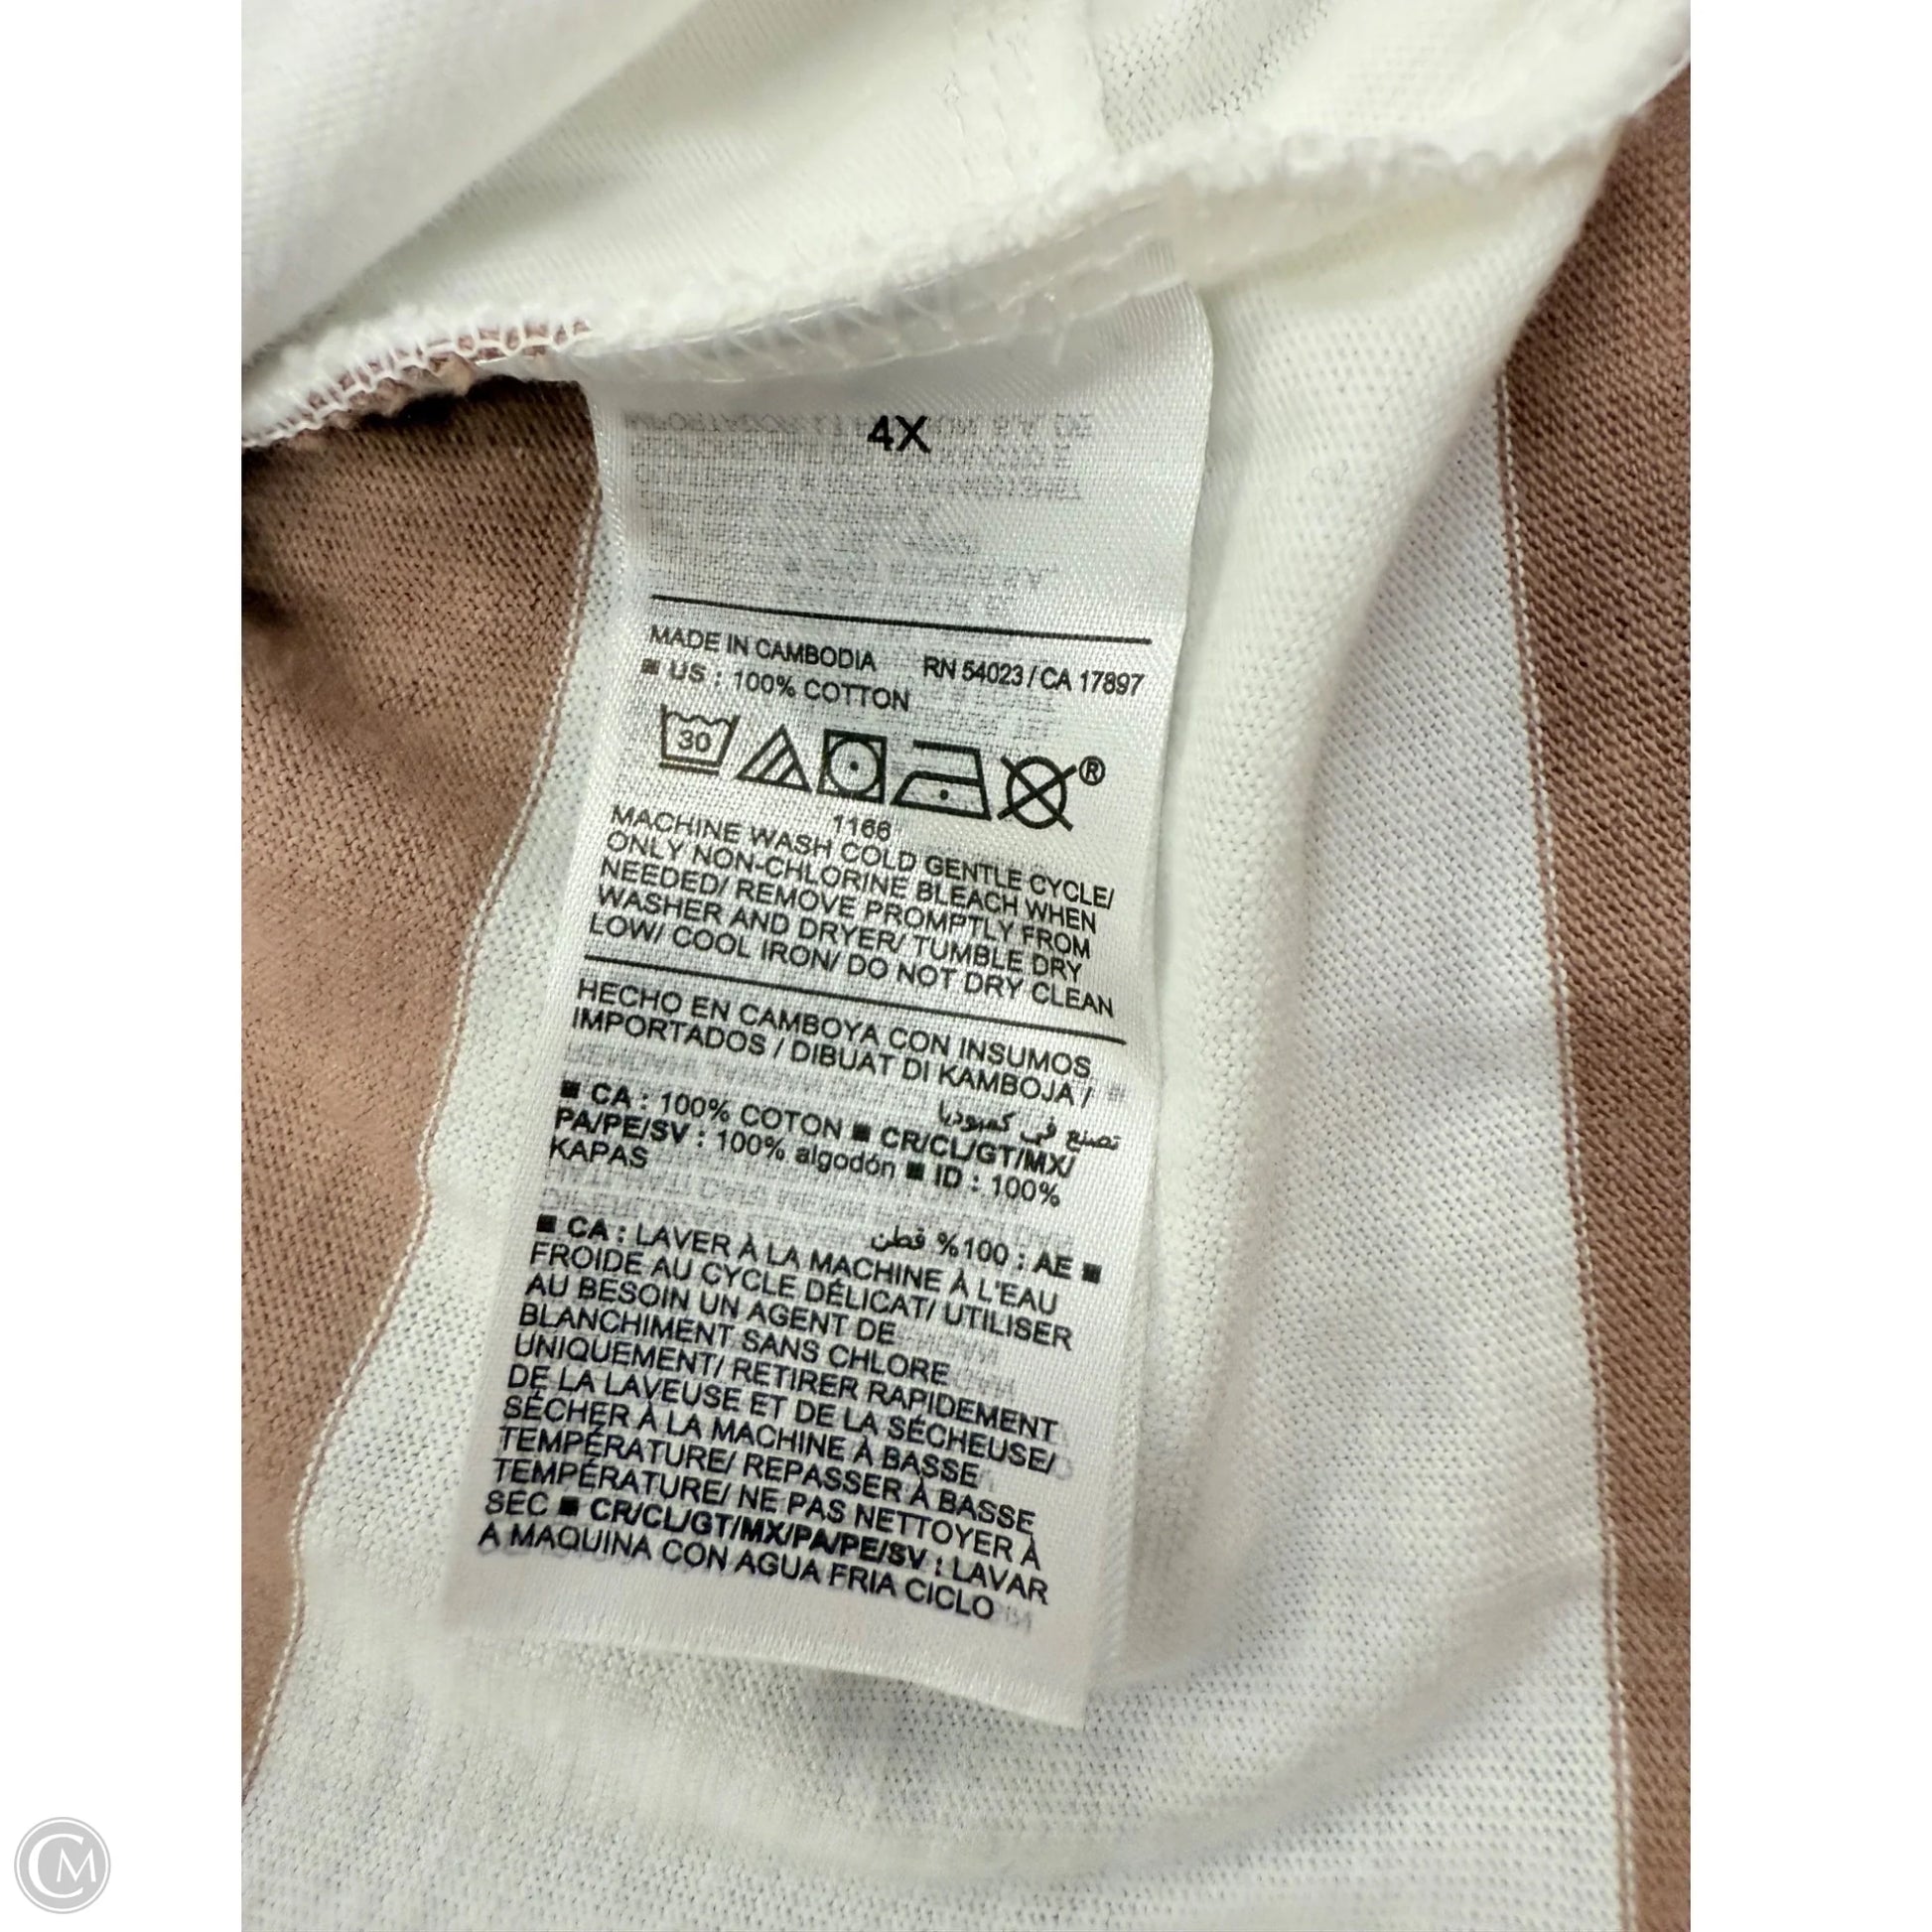 4X
MADE IN CAMBODIA RN 54023 / CA 17897
■ US : 100% COTTON
30
®
1166
MACHINE WASH COLD GENTLE CYCLE/
ONLY NON-CHLORINE BLEACH WHEN
NEEDED/ REMOVE PROMPTLY FROM
WASHER AND DRYER/ TUMBLE DRY
LOW/ COOL IRON/ DO NOT DRY CLEAN
HECHO EN CAMBOYA CON INSUMOS
IMPORTADOS / DIBUAT DI KAMBOJA /
تصنع في كمبوديا
■ CA : 100% COTON ■ CR/CL/GT/MX/
PA/PE/SV : 100% algodón ■ ID : 100%
KAPAS
■ AE : 100% قطن
■ CA : LAVER À LA MACHINE À L'EAU
FROIDE AU CYCLE DÉLICAT/ UTILISER
AU BESOIN UN AGENT DE
BLANCHIMENT SANS CHLORE
UNIQUEMENT/ RETIRER RAPIDEMENT
DE LA LAVEUSE ET DE LA SÉCHEUSE/
SÉCHER À LA MACHINE À BASSE
TEMPÉRATURE/ REPASSER À BASSE
TEMPÉRATURE/ NE PAS NETTOYER À
SEC ■ CR/CL/GT/MX/PA/PE/SV : LAVAR
A MAQUINA CON AGUA FRIA CICLO
CM